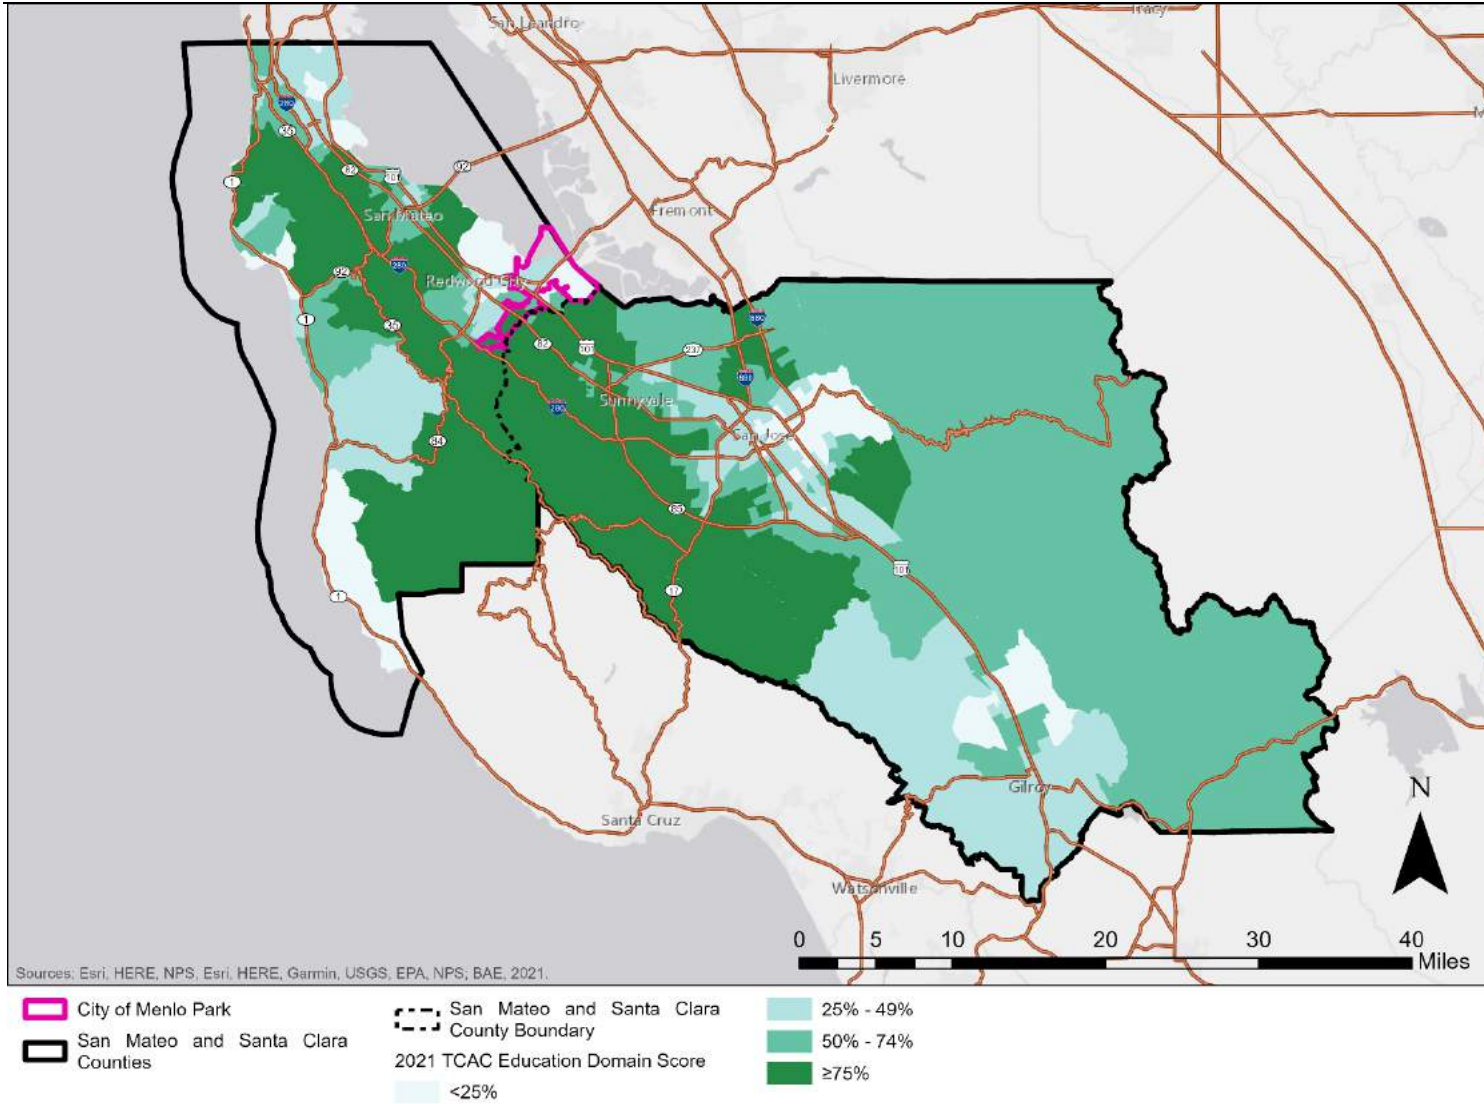 San Leandro
Tracy
Livermore
280
35
82
101
92
1
San Mateo
Fremont
92
280
Redwood City
1
35
82
101
237
880
880
280
Sunnyvale
San Jose
84
85
101
17
1
Gilroy
Santa Cruz
Watsonville
N
0 5 10 20 30 40
Miles
Sources: Esri, HERE, NPS, Esri, HERE, Garmin, USGS, EPA, NPS; BAE, 2021.
City of Menlo Park
San Mateo and Santa Clara
Counties
San Mateo and Santa Clara
County Boundary
2021 TCAC Education Domain Score
<25%
25% - 49%
50% - 74%
≥75%